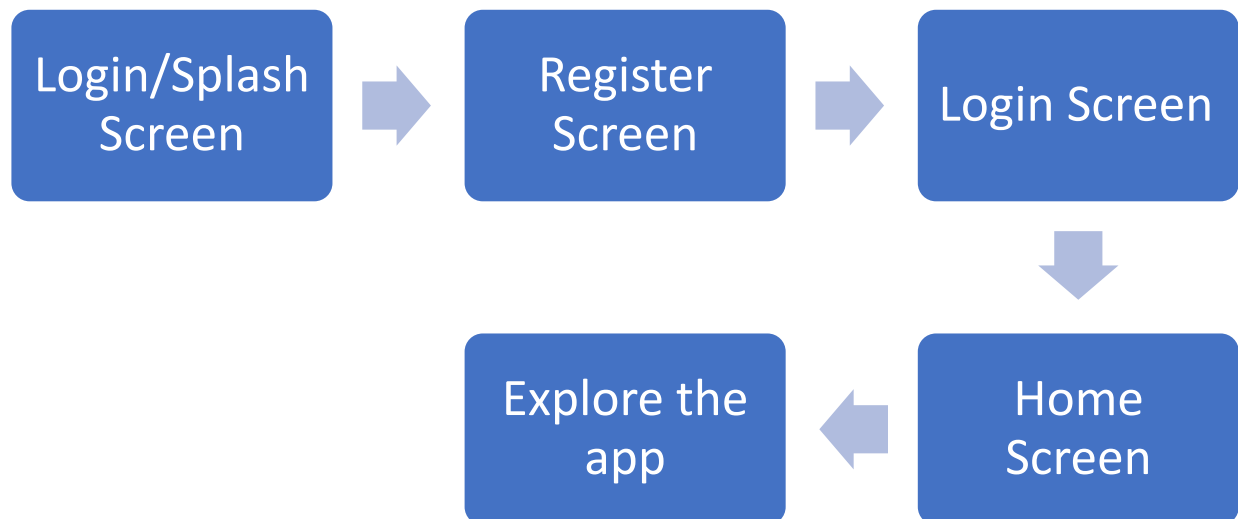 Login/Splash
Screen
Register
Screen
Login Screen
Home
Screen
Explore the
app